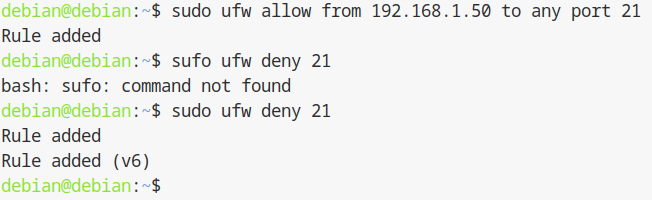 debian@debian:~$ sudo ufw allow from 192.168.1.50 to any port 21
Rule added
debian@debian:~$ sufo ufw deny 21
bash: sufo: command not found
debian@debian:~$ sudo ufw deny 21
Rule added
Rule added (v6)
debian@debian:~$